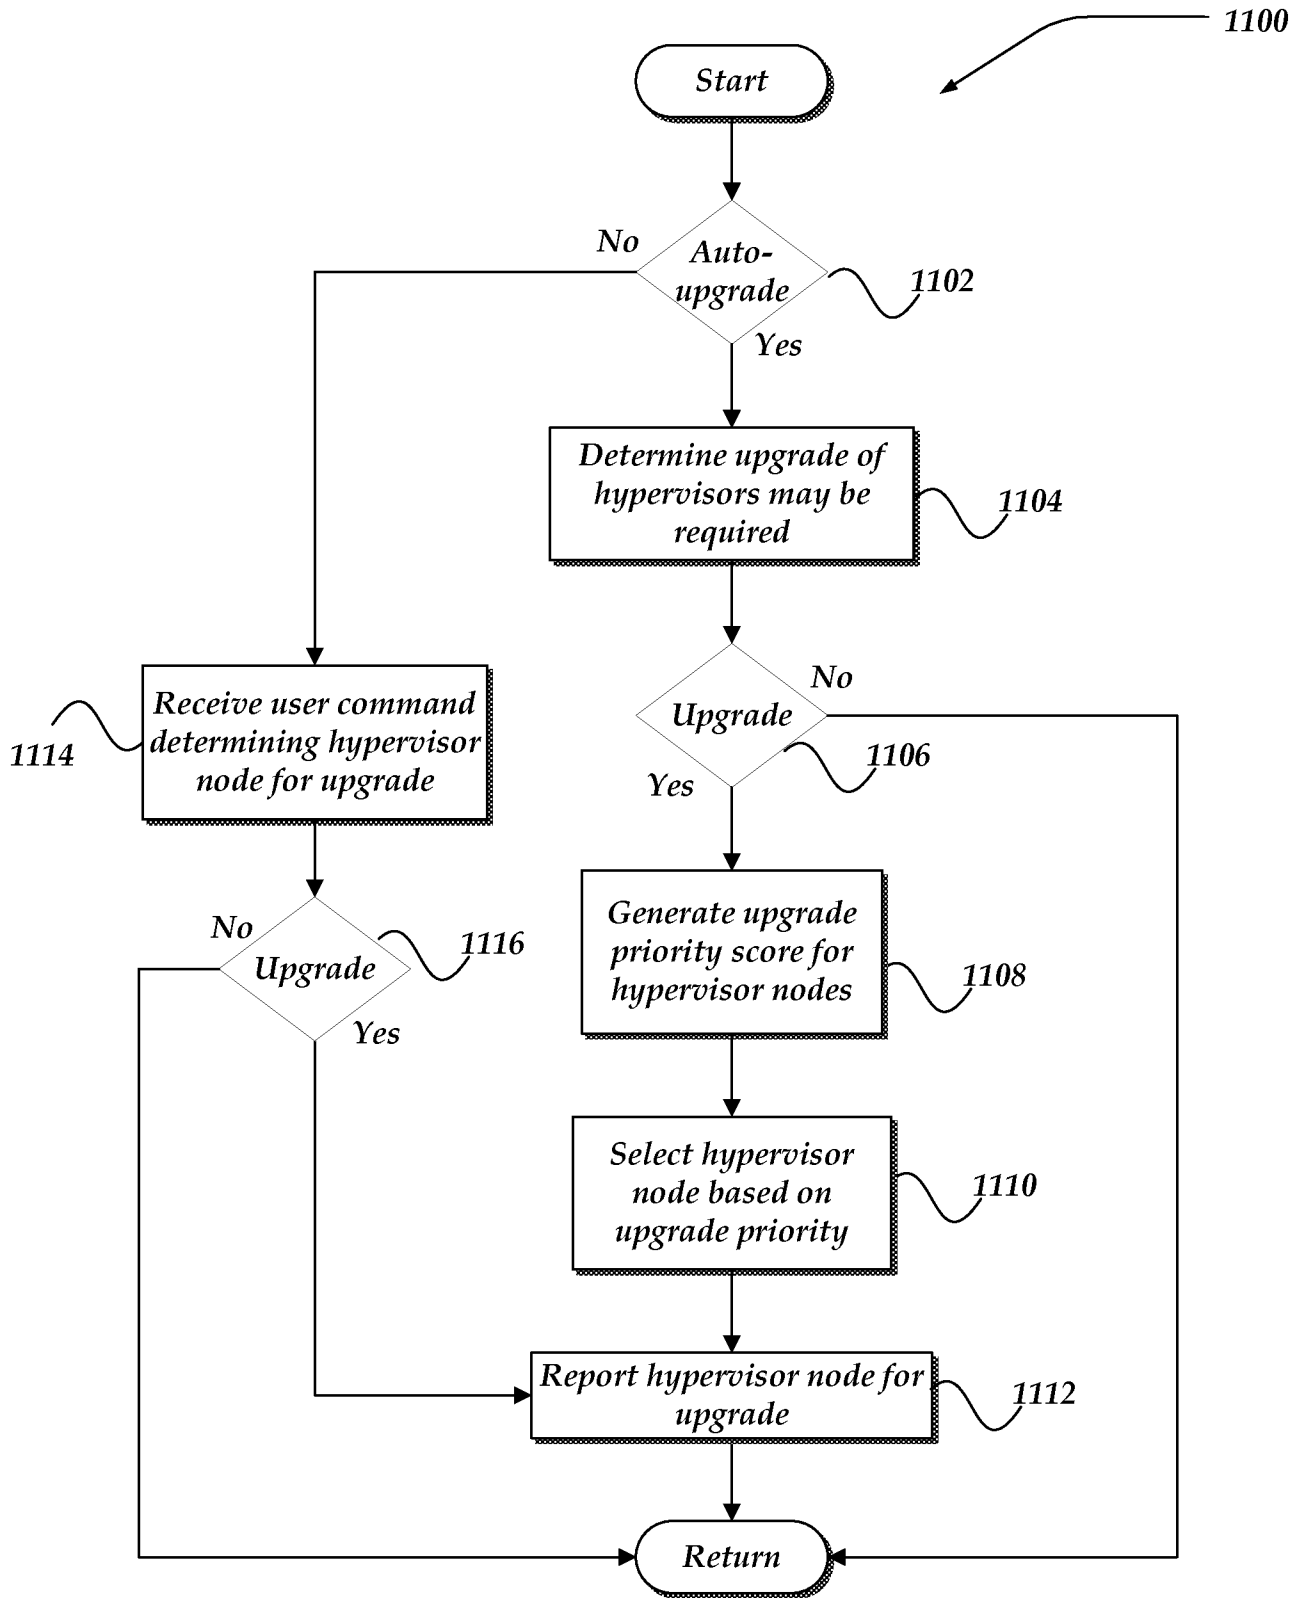 1100
Start
No
Auto-
upgrade
1102
Yes
Determine upgrade of
hypervisors may be
required
1104
No
Upgrade
1106
Yes
Receive user command
determining hypervisor
node for upgrade
1114
No
Upgrade
1116
Yes
Generate upgrade
priority score for
hypervisor nodes
1108
Select hypervisor
node based on
upgrade priority
1110
Report hypervisor node for
upgrade
1112
Return